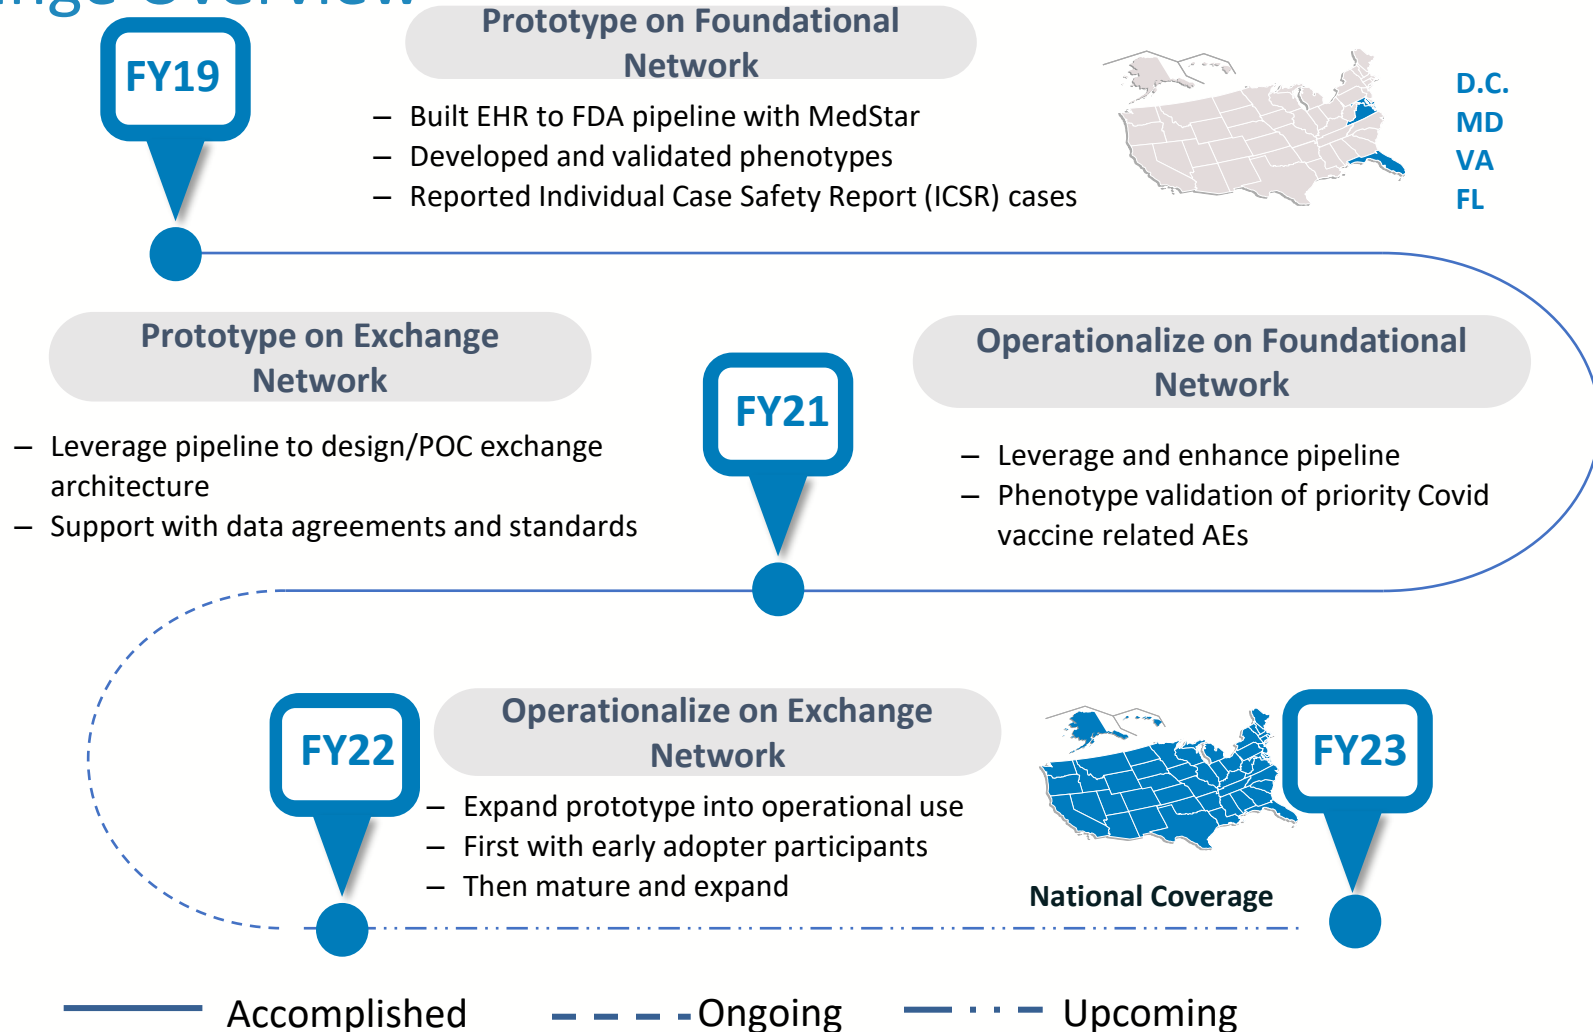 Overview
FY19
Prototype on Foundational
Network
– Built EHR to FDA pipeline with MedStar
– Developed and validated phenotypes
– Reported Individual Case Safety Report (ICSR) cases
D.C.
MD
VA
FL
Prototype on Exchange
Network
– Leverage pipeline to design/POC exchange
architecture
– Support with data agreements and standards
FY21
Operationalize on Foundational
Network
– Leverage and enhance pipeline
– Phenotype validation of priority Covid
vaccine related AEs
FY22
Operationalize on Exchange
Network
– Expand prototype into operational use
– First with early adopter participants
– Then mature and expand
National Coverage
FY23
Accomplished
Ongoing
Upcoming